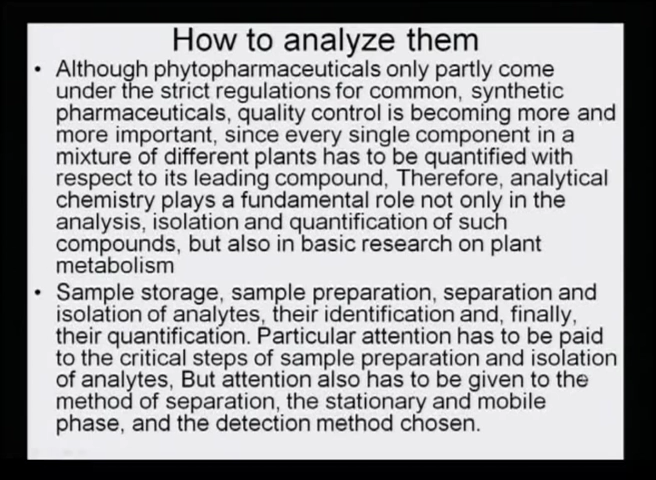 How to analyze them
• Although phytopharmaceuticals only partly come
under the strict regulations for common, synthetic
pharmaceuticals, quality control is becoming more and
more important, since every single component in a
mixture of different plants has to be quantified with
respect to its leading compound, Therefore, analytical
chemistry plays a fundamental role not only in the
analysis, isolation and quantification of such
compounds, but also in basic research on plant
metabolism
• Sample storage, sample preparation, separation and
isolation of analytes, their identification and, finally,
their quantification. Particular attention has to be paid
to the critical steps of sample preparation and isolation
of analytes, But attention also has to be given to the
method of separation, the stationary and mobile
phase, and the detection method chosen.